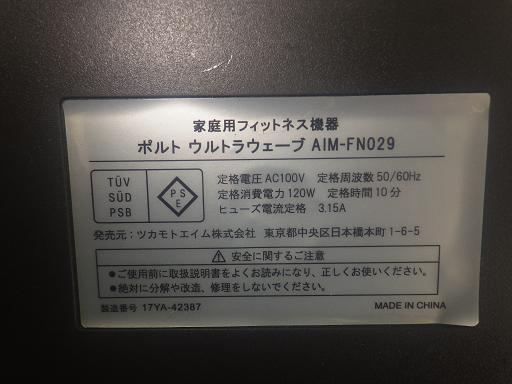 家庭用フィットネス機器
ポルト ウルトラウェーブ AIM-FN029
TÜV
SÜD
PSB
PS
E
定格電圧 AC100V 定格周波数 50/60Hz
定格消費電力 120W 定格時間 10分
ヒューズ電流定格 3.15A
発売元：ツカモトエイム株式会社 東京都中央区日本橋本町 1-6-5
安全に関するご注意
●ご使用前に取扱説明書をよくお読みになり、正しくお使いください。
●絶対に分解や改造、修理をしないでください。
製造番号 17YA-42387 MADE IN CHINA